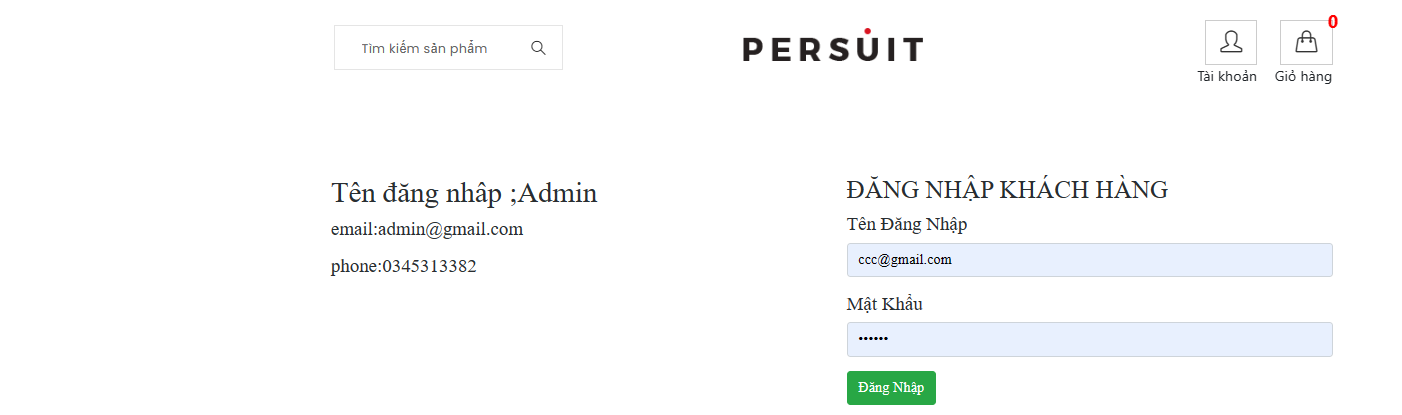 Tìm kiếm sản phẩm
PERSUIT
0
Tài khoản
Giỏ hàng
Tên đăng nhâp ;Admin
email:admin@gmail.com
phone:0345313382
ĐĂNG NHẬP KHÁCH HÀNG
Tên Đăng Nhập
ccc@gmail.com
Mật Khẩu
••••••
Đăng Nhập